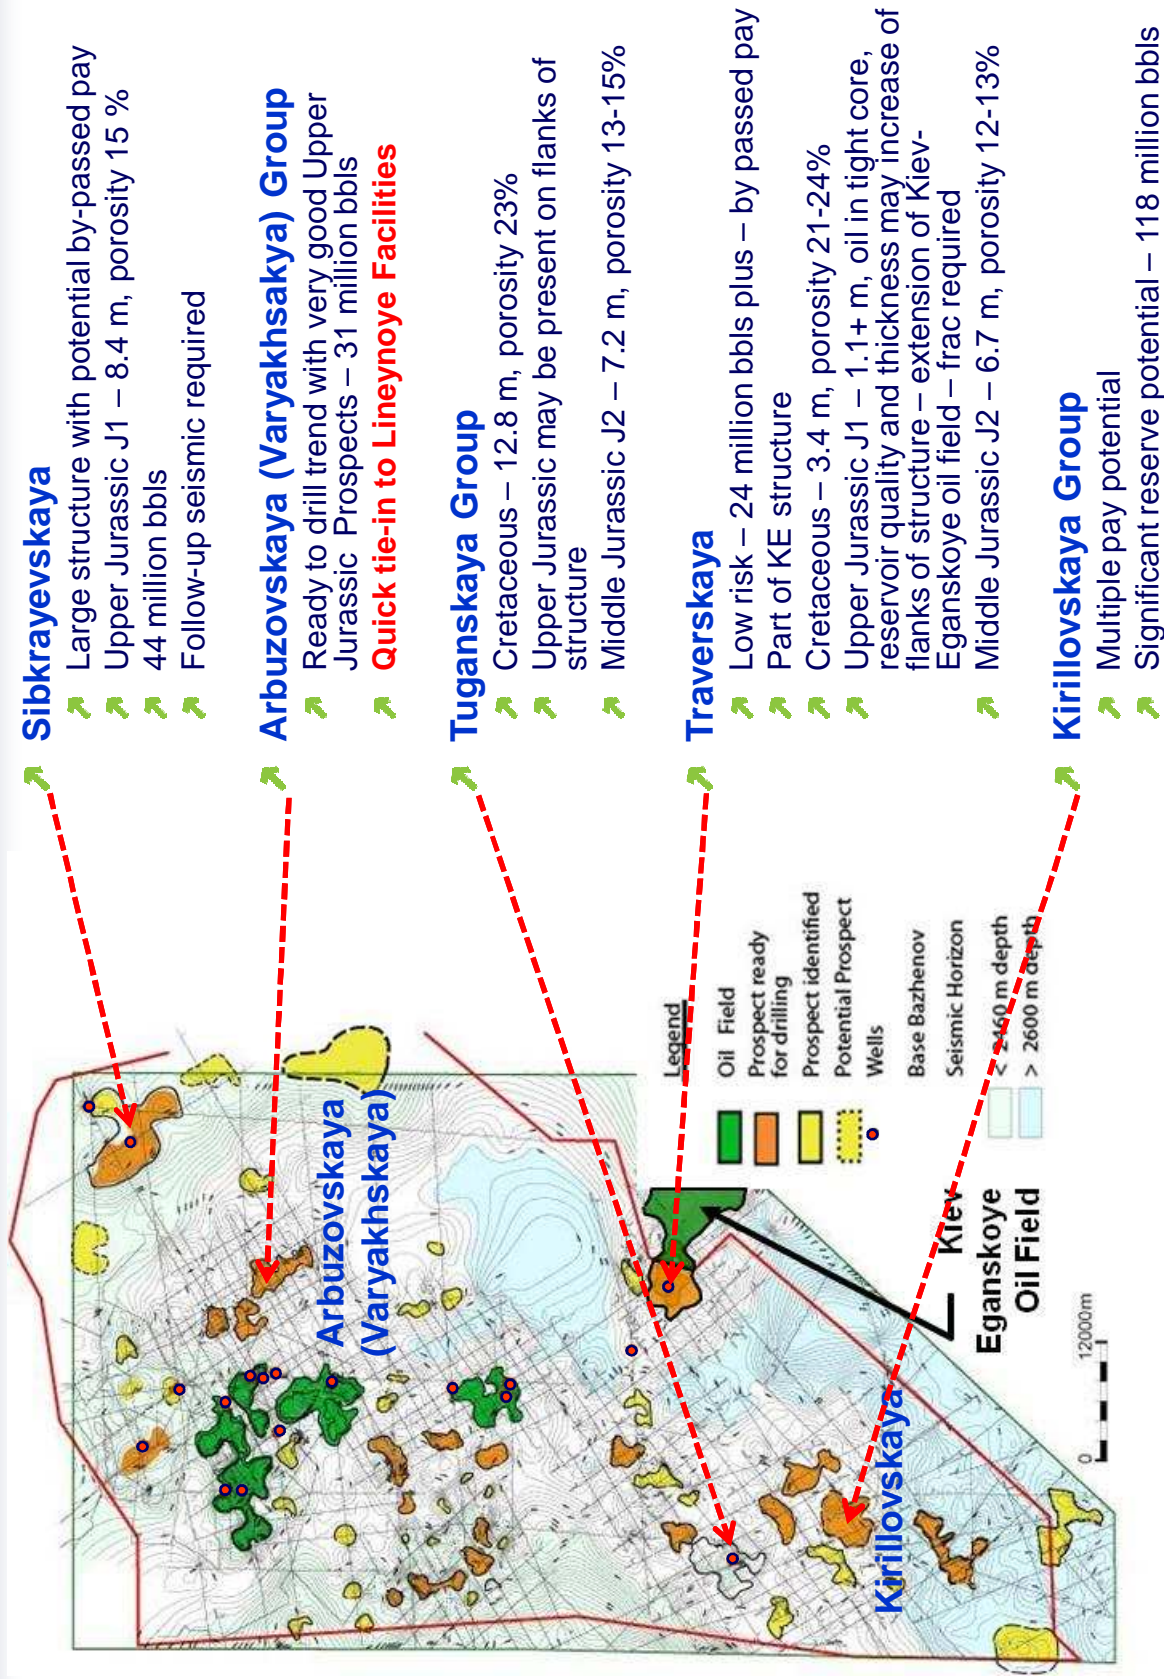 Sibkrayevskaya
Large structure with potential by-passed pay
Upper Jurassic J1 – 8.4 m, porosity 15 %
44 million bbls
Follow-up seismic required
Arbuzovskaya (Varyakhsakya) Group
Ready to drill trend with very good Upper
Jurassic Prospects – 31 million bbls
Quick tie-in to Lineynoye Facilities
Tuganskaya Group
Cretaceous – 12.8 m, porosity 23%
Upper Jurassic may be present on flanks of
structure
Middle Jurassic J2 – 7.2 m, porosity 13-15%
Traverskaya
Low risk – 24 million bbls plus – by passed pay
Part of KE structure
Cretaceous – 3.4 m, porosity 21-24%
Upper Jurassic J1 – 1.1+ m, oil in tight core,
reservoir quality and thickness may increase of
flanks of structure – extension of Kiev-
Eganskoye oil field – frac required
Middle Jurassic J2 – 6.7 m, porosity 12-13%
Kirillovskaya Group
Multiple pay potential
Significant reserve potential – 118 million bbls
Arbuzovskaya
(Varyakhskaya)
Kirillovskaya
Kiev
Eganskoye
Oil Field
Legend
Oil Field
Prospect ready
for drilling
Prospect identified
Potential Prospect
Wells
Base Bazhenov
Seismic Horizon
< 2460 m depth
> 2600 m depth
0 12000m